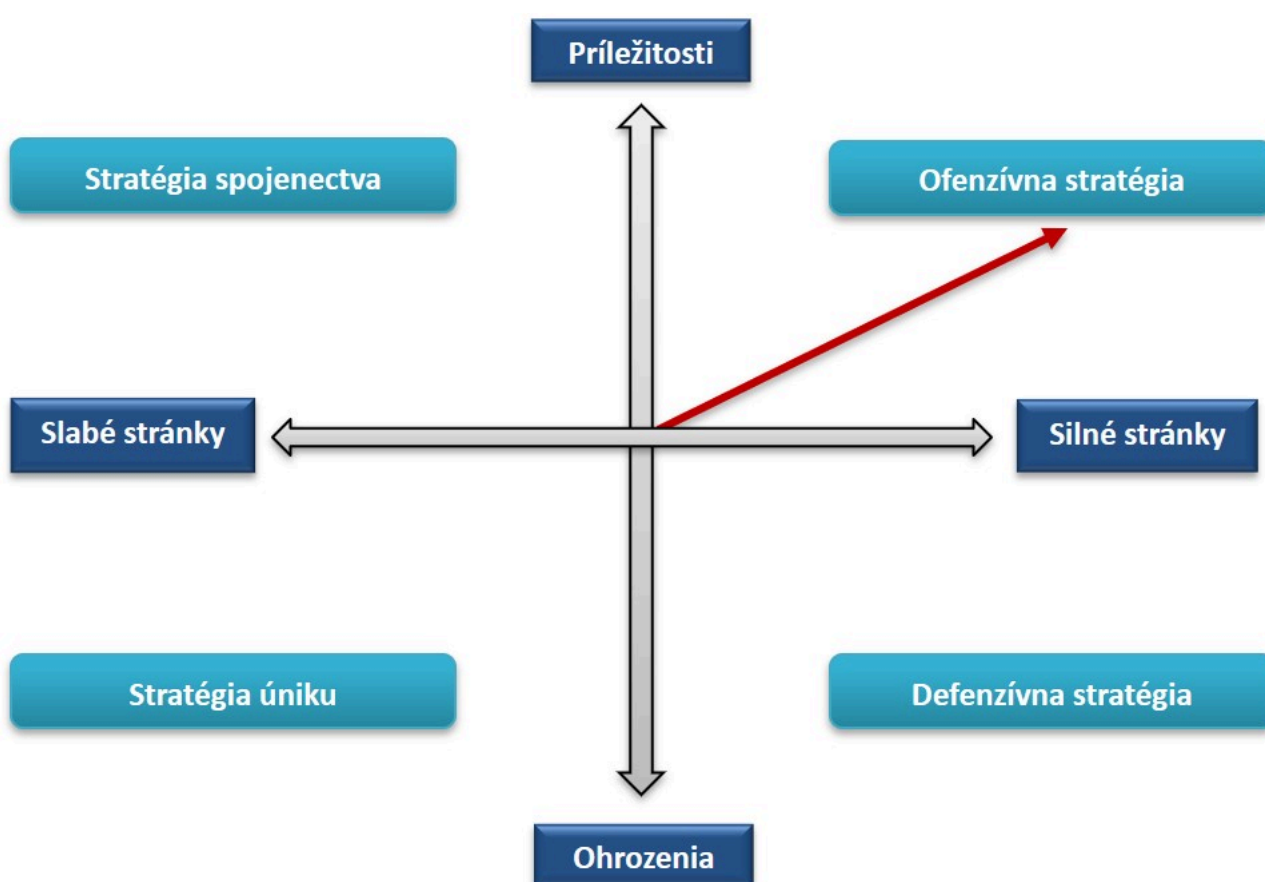 Príležitosti
Stratégia spojenectva
Ofenzívna stratégia
Slabé stránky
Silné stránky
Stratégia úniku
Defenzívna stratégia
Ohrozenia